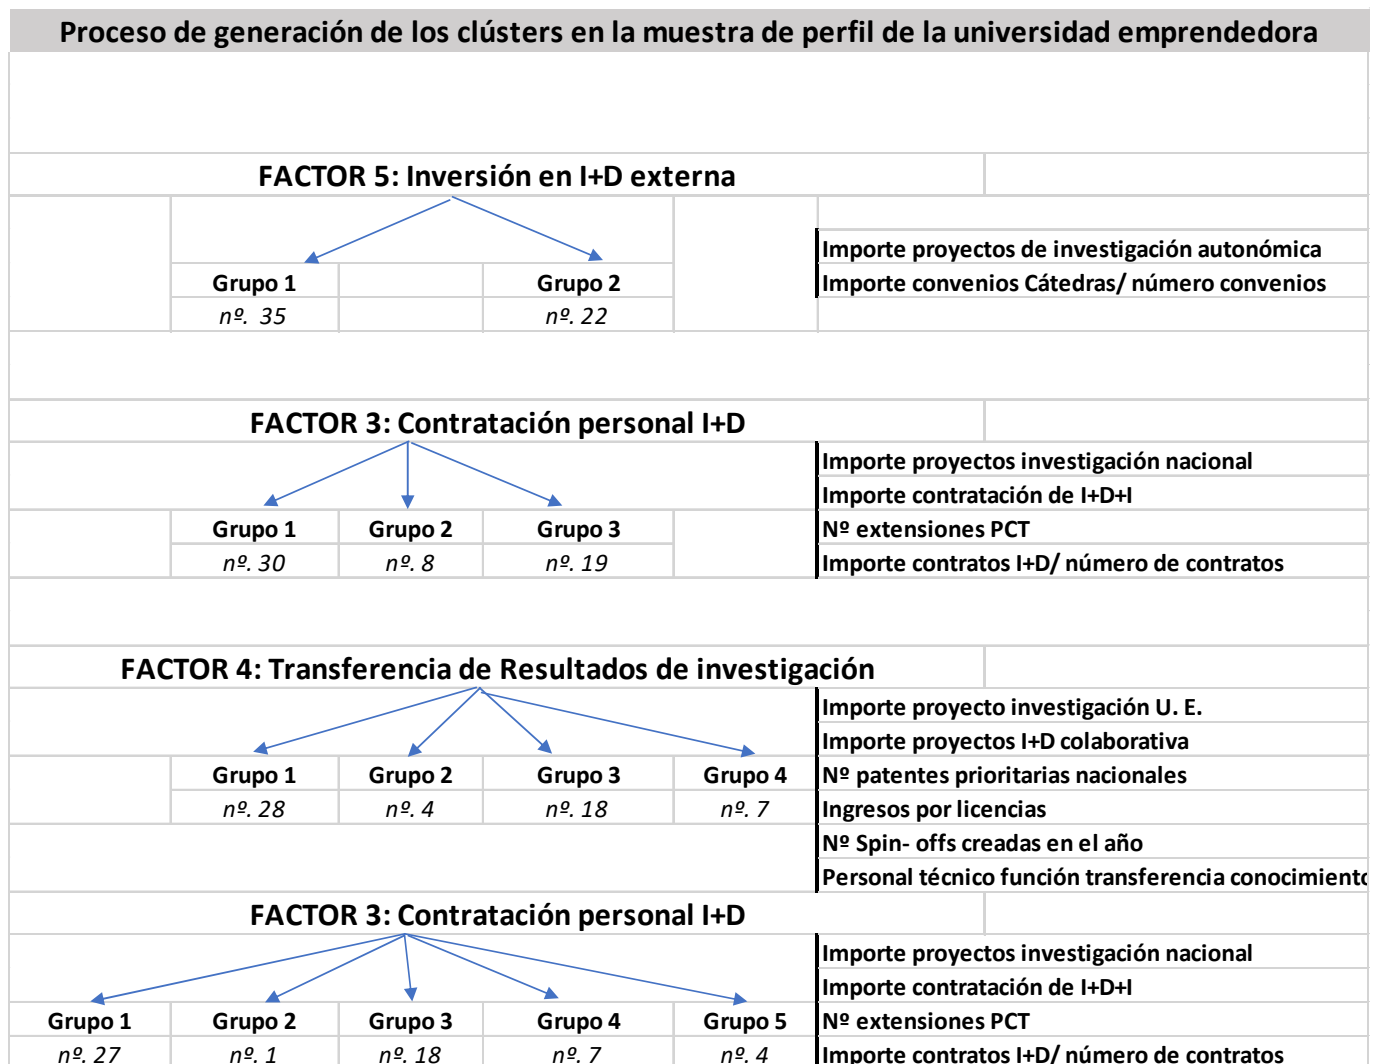 Proceso de generación de los clústers en la muestra de perfil de la universidad emprendedora
FACTOR 5: Inversión en I+D externa
Importe proyectos de investigación autonómica
Grupo 1 Grupo 2 Importe convenios Cátedras/ número convenios
nº. 35 nº. 22
FACTOR 3: Contratación personal I+D
Importe proyectos investigación nacional
Importe contratación de I+D+I
Grupo 1 Grupo 2 Grupo 3 Nº extensiones PCT
nº. 30 nº. 8 nº. 19 Importe contratos I+D/ número de contratos
FACTOR 4: Transferencia de Resultados de investigación
Importe proyecto investigación U. E.
Importe proyectos I+D colaborativa
Grupo 1 Grupo 2 Grupo 3 Grupo 4 Nº patentes prioritarias nacionales
nº. 28 nº. 4 nº. 18 nº. 7 Ingresos por licencias
Nº Spin- offs creadas en el año
Personal técnico función transferencia conocimiento
FACTOR 3: Contratación personal I+D
Importe proyectos investigación nacional
Importe contratación de I+D+I
Grupo 1 Grupo 2 Grupo 3 Grupo 4 Grupo 5 Nº extensiones PCT
nº. 27 nº. 1 nº. 18 nº. 7 nº. 4 Importe contratos I+D/ número de contratos